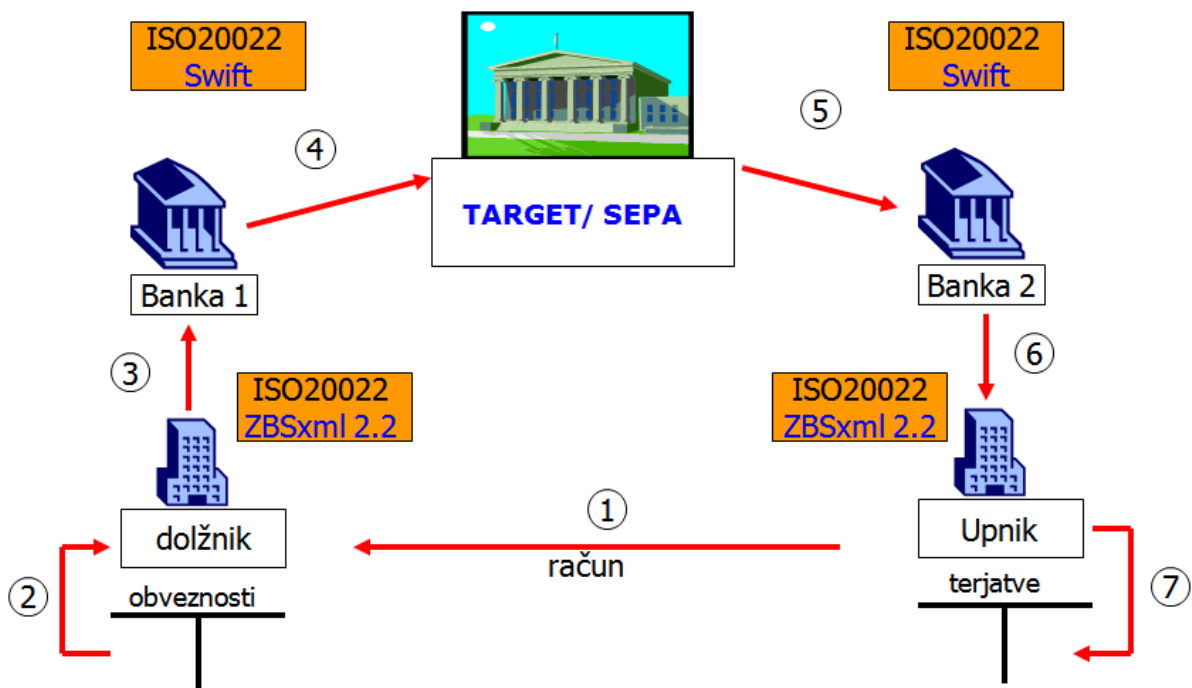 ISO20022
Swift
ISO20022
Swift
4
5
TARGET/ SEPA
Banka 1
Banka 2
3
6
ISO20022
ZBSxml 2.2
ISO20022
ZBSxml 2.2
1
dolžnik
račun
Upnik
2
obveznosti
terjatve
7